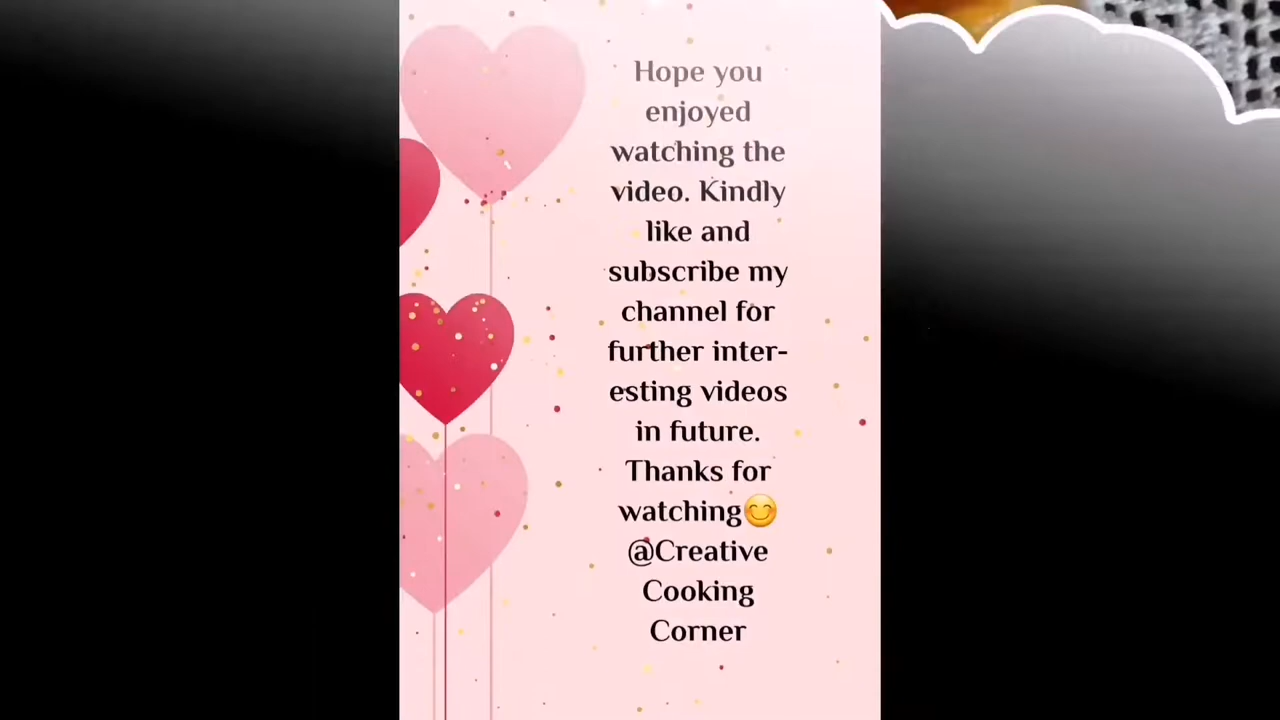 Hope you
enjoyed
watching the
video. Kindly
like and
subscribe my
channel for
further inter-
esting videos
in future.
Thanks for
watching😊
@Creative
Cooking
Corner